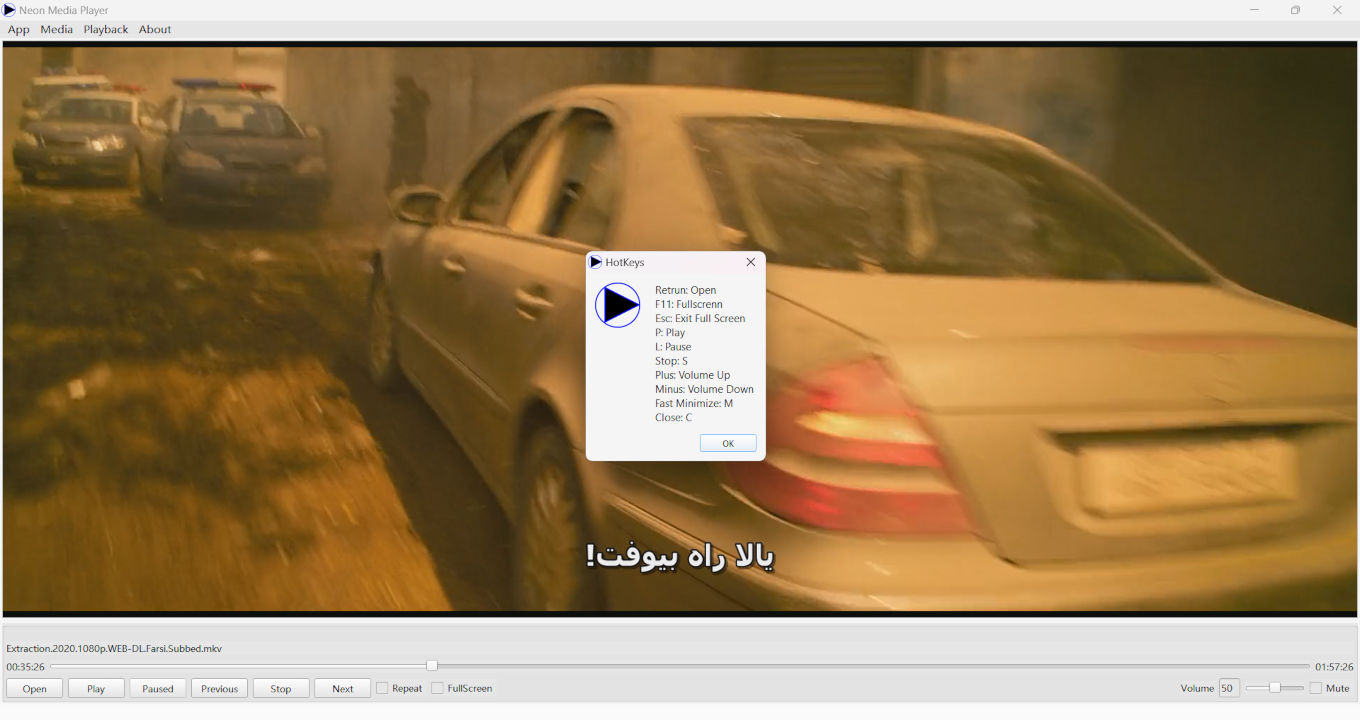 Neon Media Player
App Media Playback About
HotKeys
Retrun: Open
F11: Fullscrenn
Esc: Exit Full Screen
P: Play
L: Pause
Stop: S
Plus: Volume Up
Minus: Volume Down
Fast Minimize: M
Close: C
OK
یالا راه بیوفت!
Extraction.2020.1080p.WEB-DL.Farsi.Subbed.mkv
00:35:26 01:57:26
Open Play Paused Previous Stop Next Repeat FullScreen Volume 50 Mute